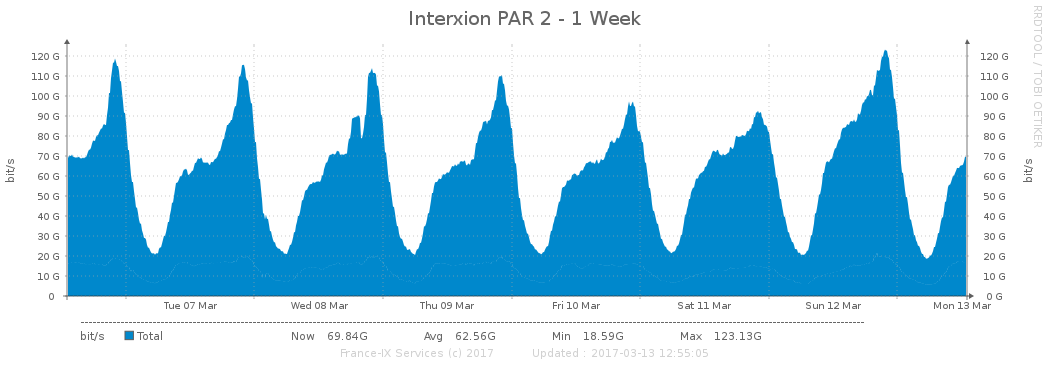 Interxion PAR 2 - 1 Week
RRDTOOL / TOBI OETIKER
120 G 120 G
110 G 110 G
100 G 100 G
90 G 90 G
80 G 80 G
70 G 70 G
60 G 60 G
50 G 50 G
40 G 40 G
30 G 30 G
20 G 20 G
10 G 10 G
0 0 G
bit/s
bit/s
Tue 07 Mar Wed 08 Mar Thu 09 Mar Fri 10 Mar Sat 11 Mar Sun 12 Mar Mon 13 Mar
bit/s Total Now 69.84G Avg 62.56G Min 18.59G Max 123.13G
France-IX Services (c) 2017 Updated : 2017-03-13 12:55:05